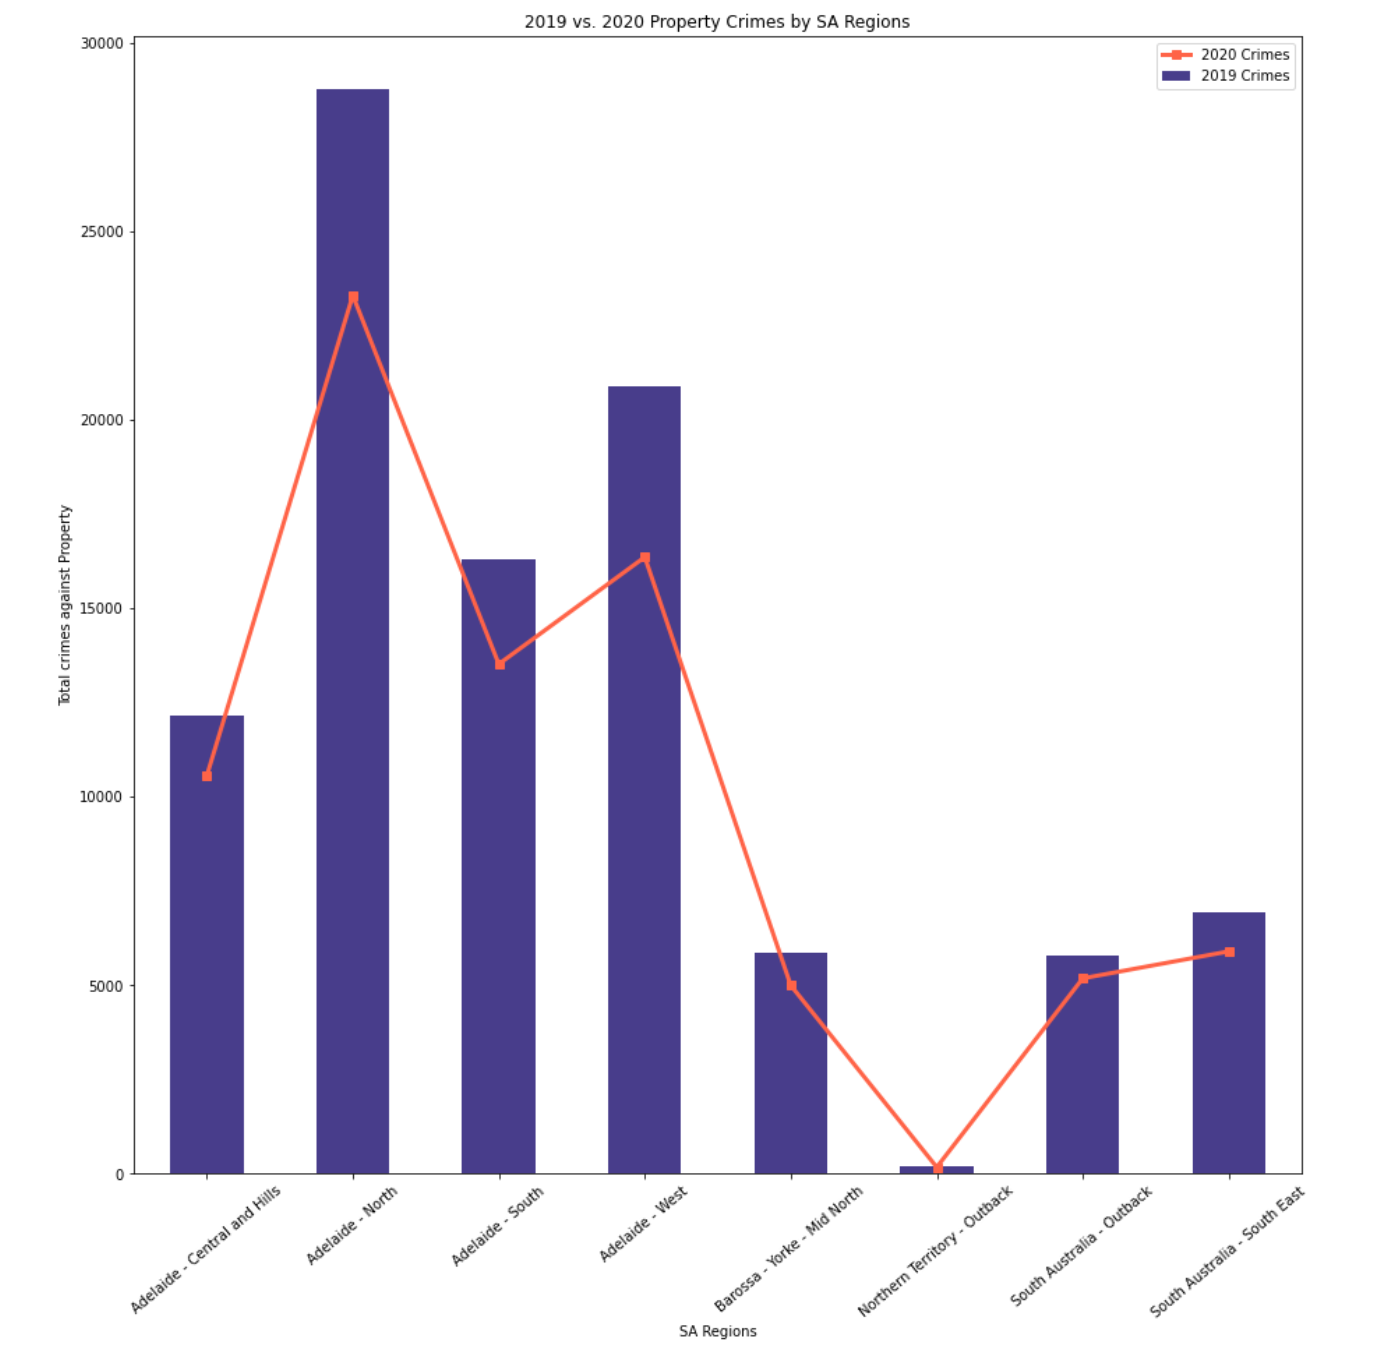 2019 vs. 2020 Property Crimes by SA Regions
2020 Crimes
2019 Crimes
30000
25000
20000
15000
10000
5000
0
Total crimes against Property
Adelaide - Central and Hills
Adelaide - North
Adelaide - South
Adelaide - West
Barossa - Yorke - Mid North
Northern Territory - Outback
South Australia - Outback
South Australia - South East
SA Regions